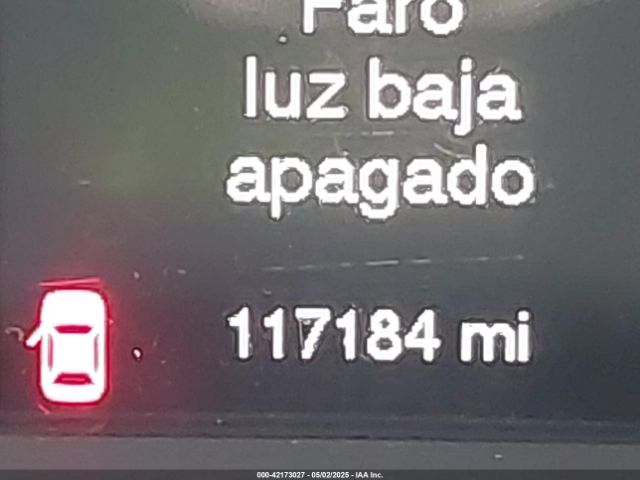 Faro
luz baja
apagado
117184 mi
000-42173027 - 05/02/2025 - IAA Inc.